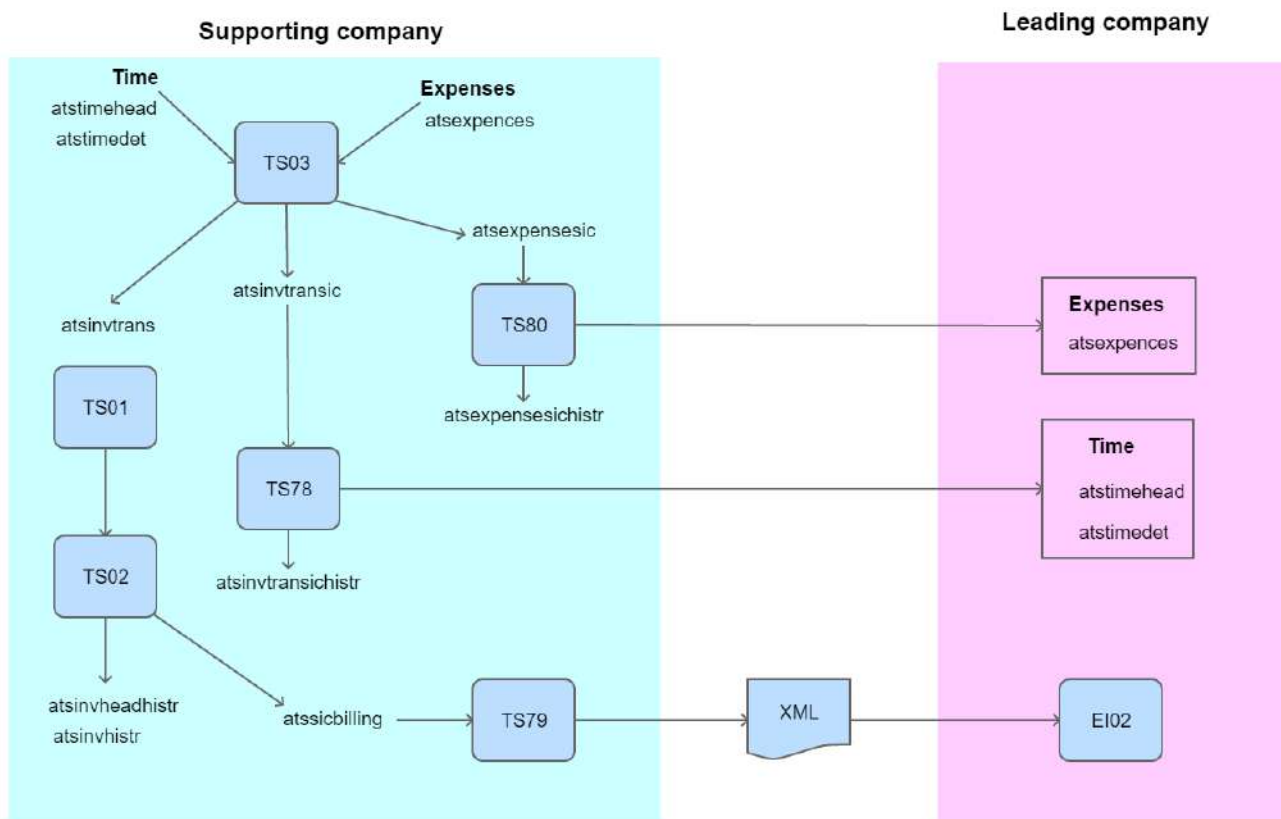 Supporting company
Leading company
Time
atstimehead
atstimedet
Expenses
atsexpences
TS03
atsexpensesic
atsinvtransic
atsinvtrans
TS80
Expenses
atsexpences
TS01
atsexpensesichistr
TS78
Time
atstimehead
atstimedet
TS02
atsinvtransichistr
atsinvheadhistr
atsinvhistr
atssicbilling
TS79
XML
EI02